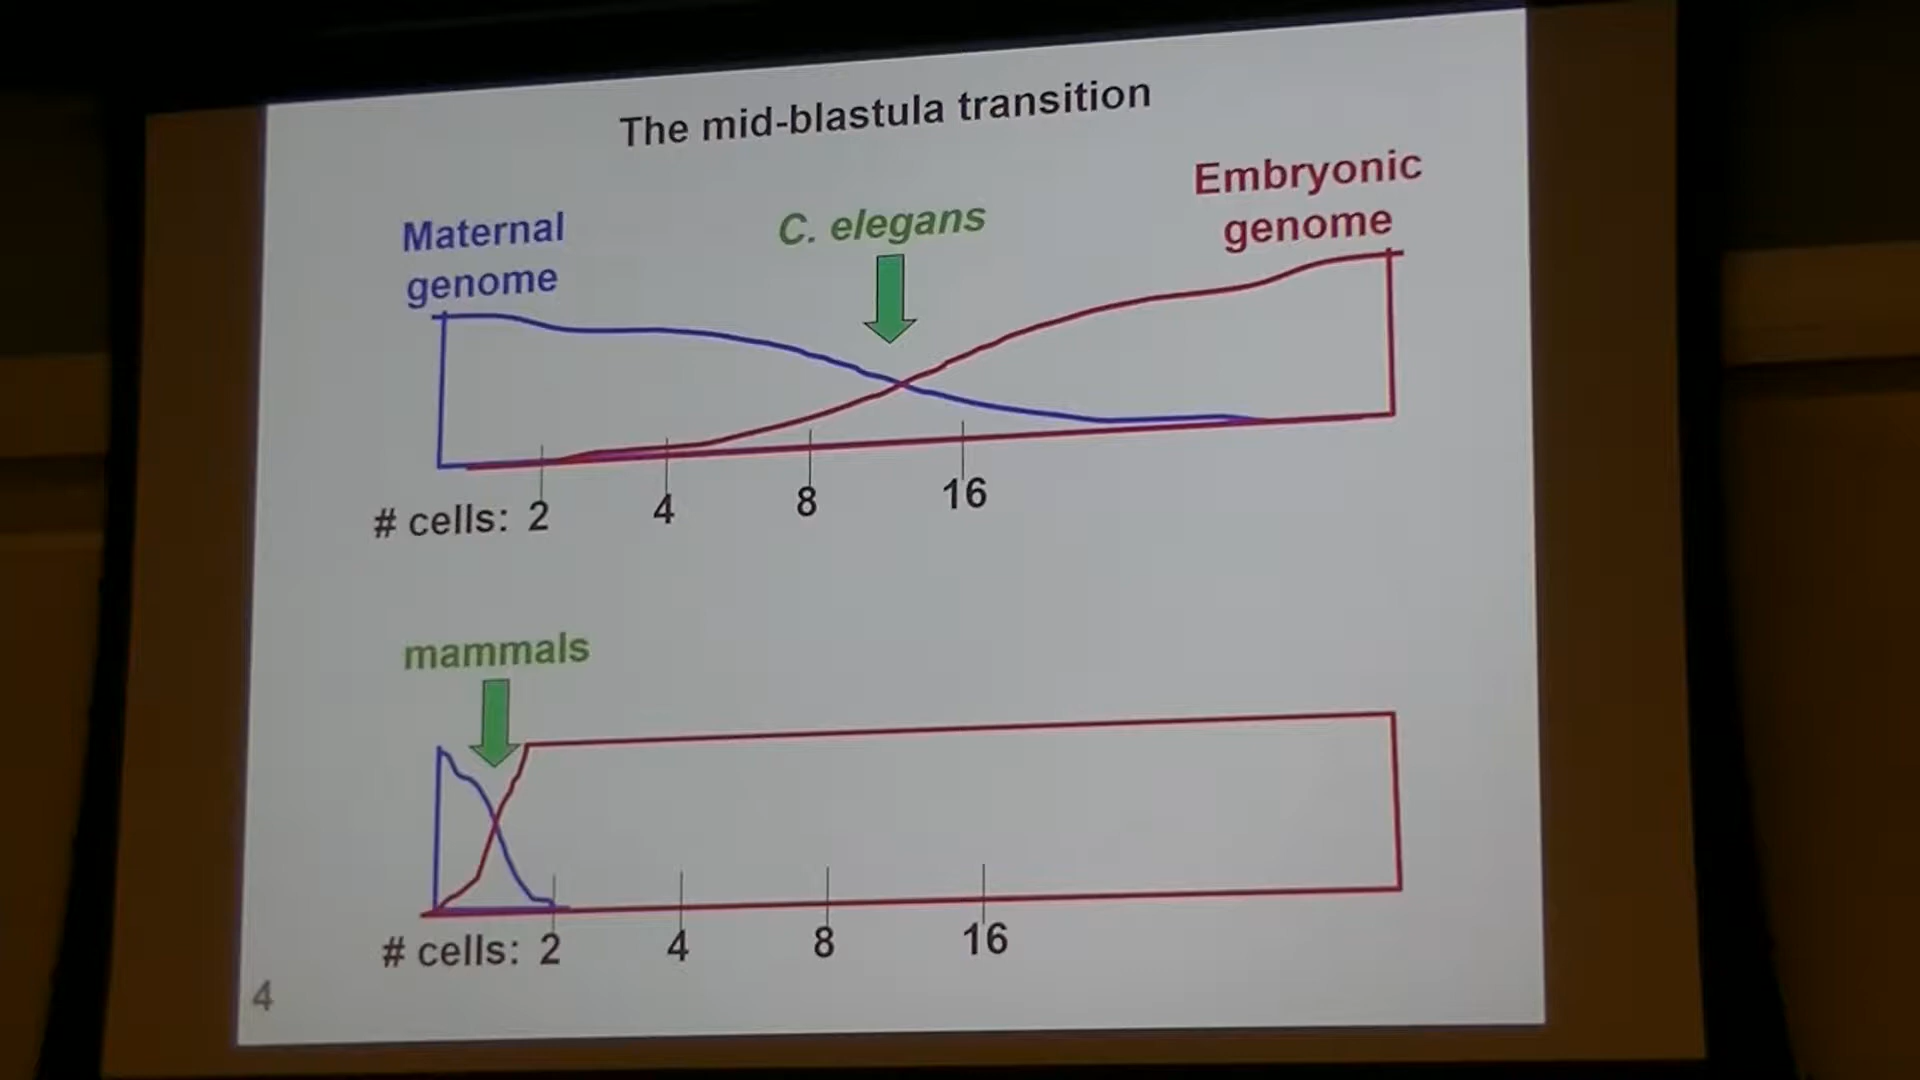 The mid-blastula transition
Maternal
genome
C. elegans
Embryonic
genome
# cells: 2 4 8 16
mammals
# cells: 2 4 8 16
4